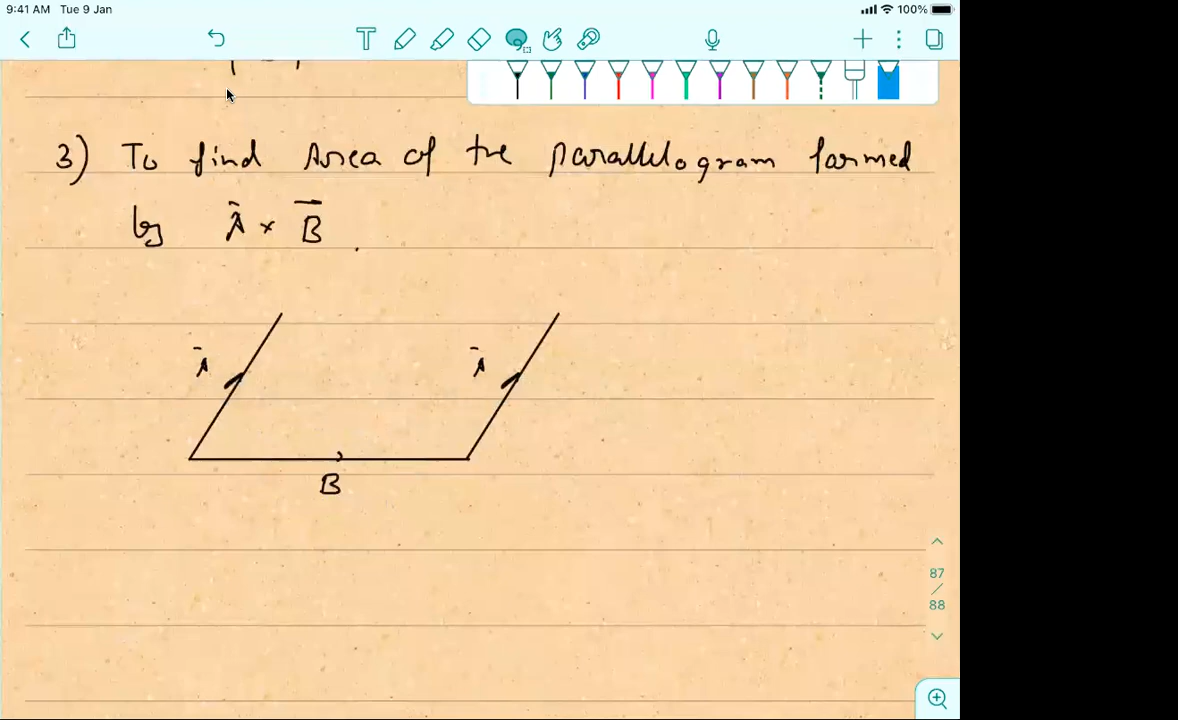 9:41 AM Tue 9 Jan
100%
3) To find Area of the parallelogram formed
by A̅ × B̅ .
A̅
A̅
B
87
/
88